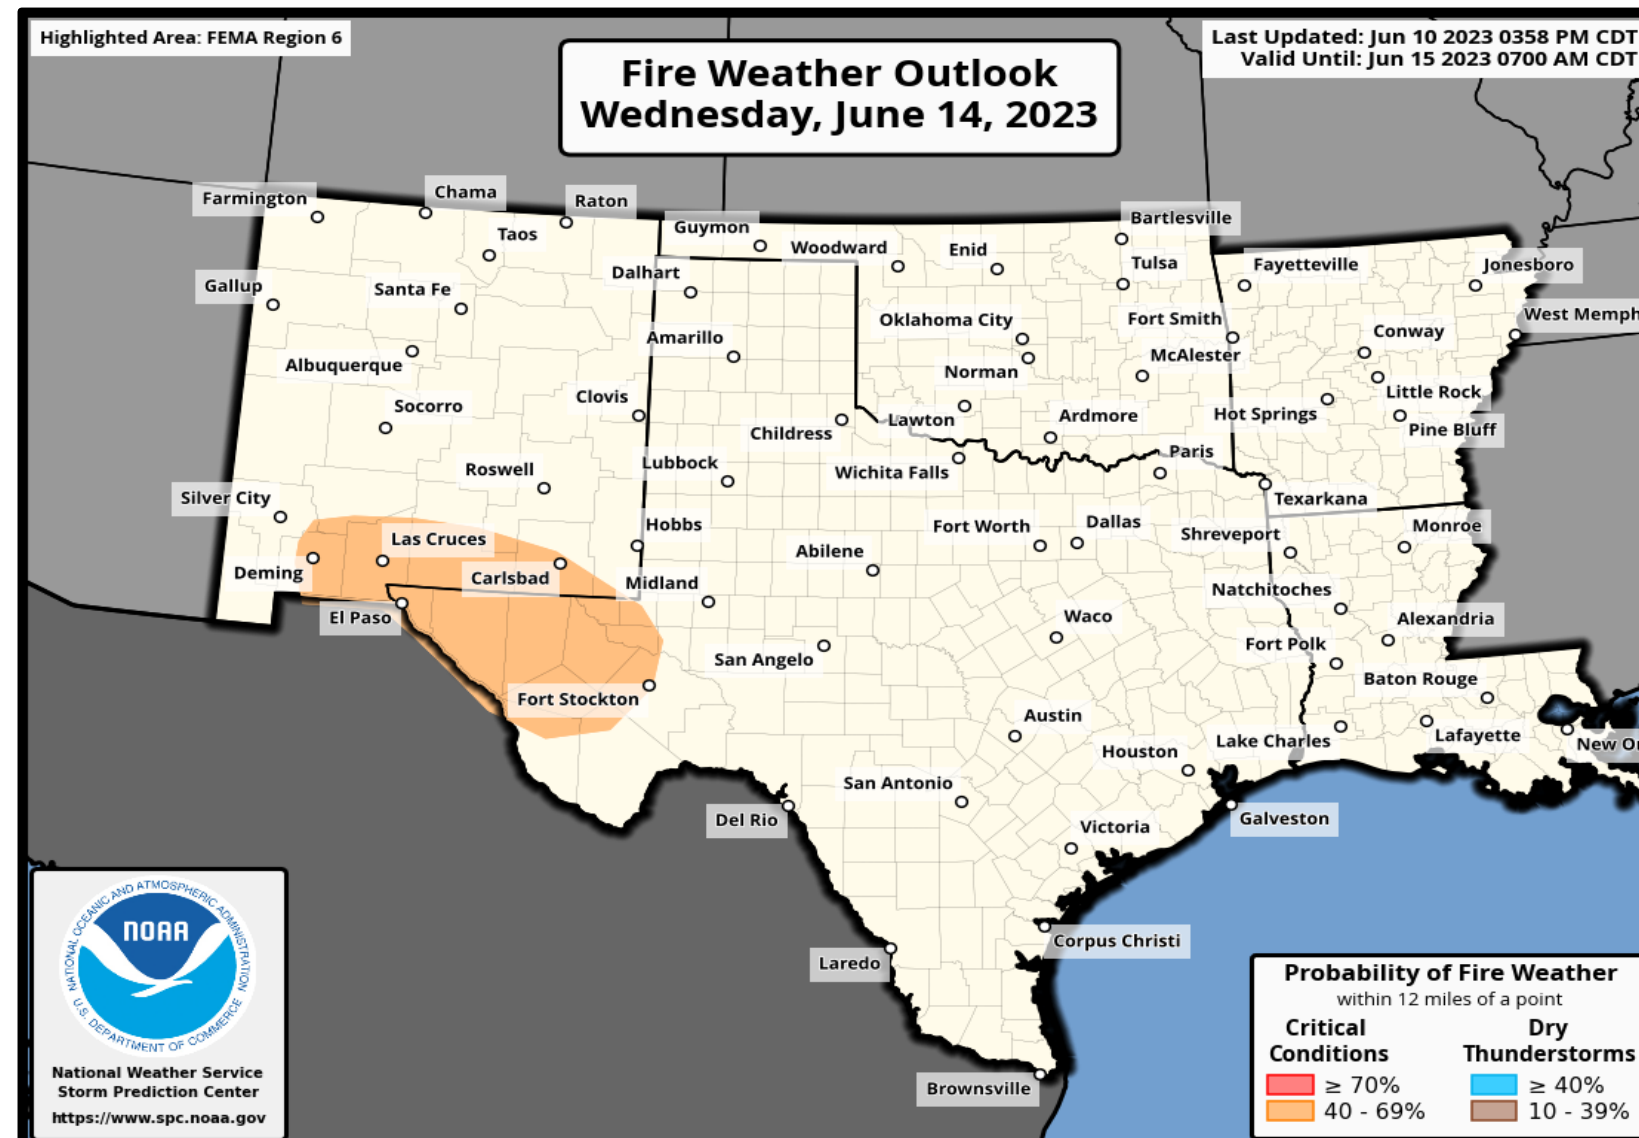 Highlighted Area: FEMA Region 6
Last Updated: Jun 10 2023 0358 PM CDT
Valid Until: Jun 15 2023 0700 AM CDT
Fire Weather Outlook
Wednesday, June 14, 2023
Farmington
Chama
Raton
Taos
Guymon
Woodward
Enid
Bartlesville
Tulsa
Fayetteville
Jonesboro
Gallup
Santa Fe
Dalhart
Oklahoma City
Fort Smith
West Memph
Albuquerque
Amarillo
Norman
McAlester
Conway
Socorro
Clovis
Childress
Lawton
Ardmore
Hot Springs
Little Rock
Pine Bluff
Roswell
Lubbock
Wichita Falls
Paris
Silver City
Texarkana
Las Cruces
Hobbs
Fort Worth
Dallas
Shreveport
Monroe
Deming
Carlsbad
Midland
Abilene
Natchitoches
El Paso
Waco
Alexandria
San Angelo
Fort Polk
Fort Stockton
Baton Rouge
Austin
Houston
Lake Charles
Lafayette
New Or
San Antonio
Del Rio
Victoria
Galveston
Laredo
Corpus Christi
Brownsville
NATIONAL OCEANIC AND ATMOSPHERIC ADMINISTRATION
NOAA
U.S. DEPARTMENT OF COMMERCE
National Weather Service
Storm Prediction Center
https://www.spc.noaa.gov
Probability of Fire Weather
within 12 miles of a point
Critical Conditions
≥ 70%
40 - 69%
Dry Thunderstorms
≥ 40%
10 - 39%